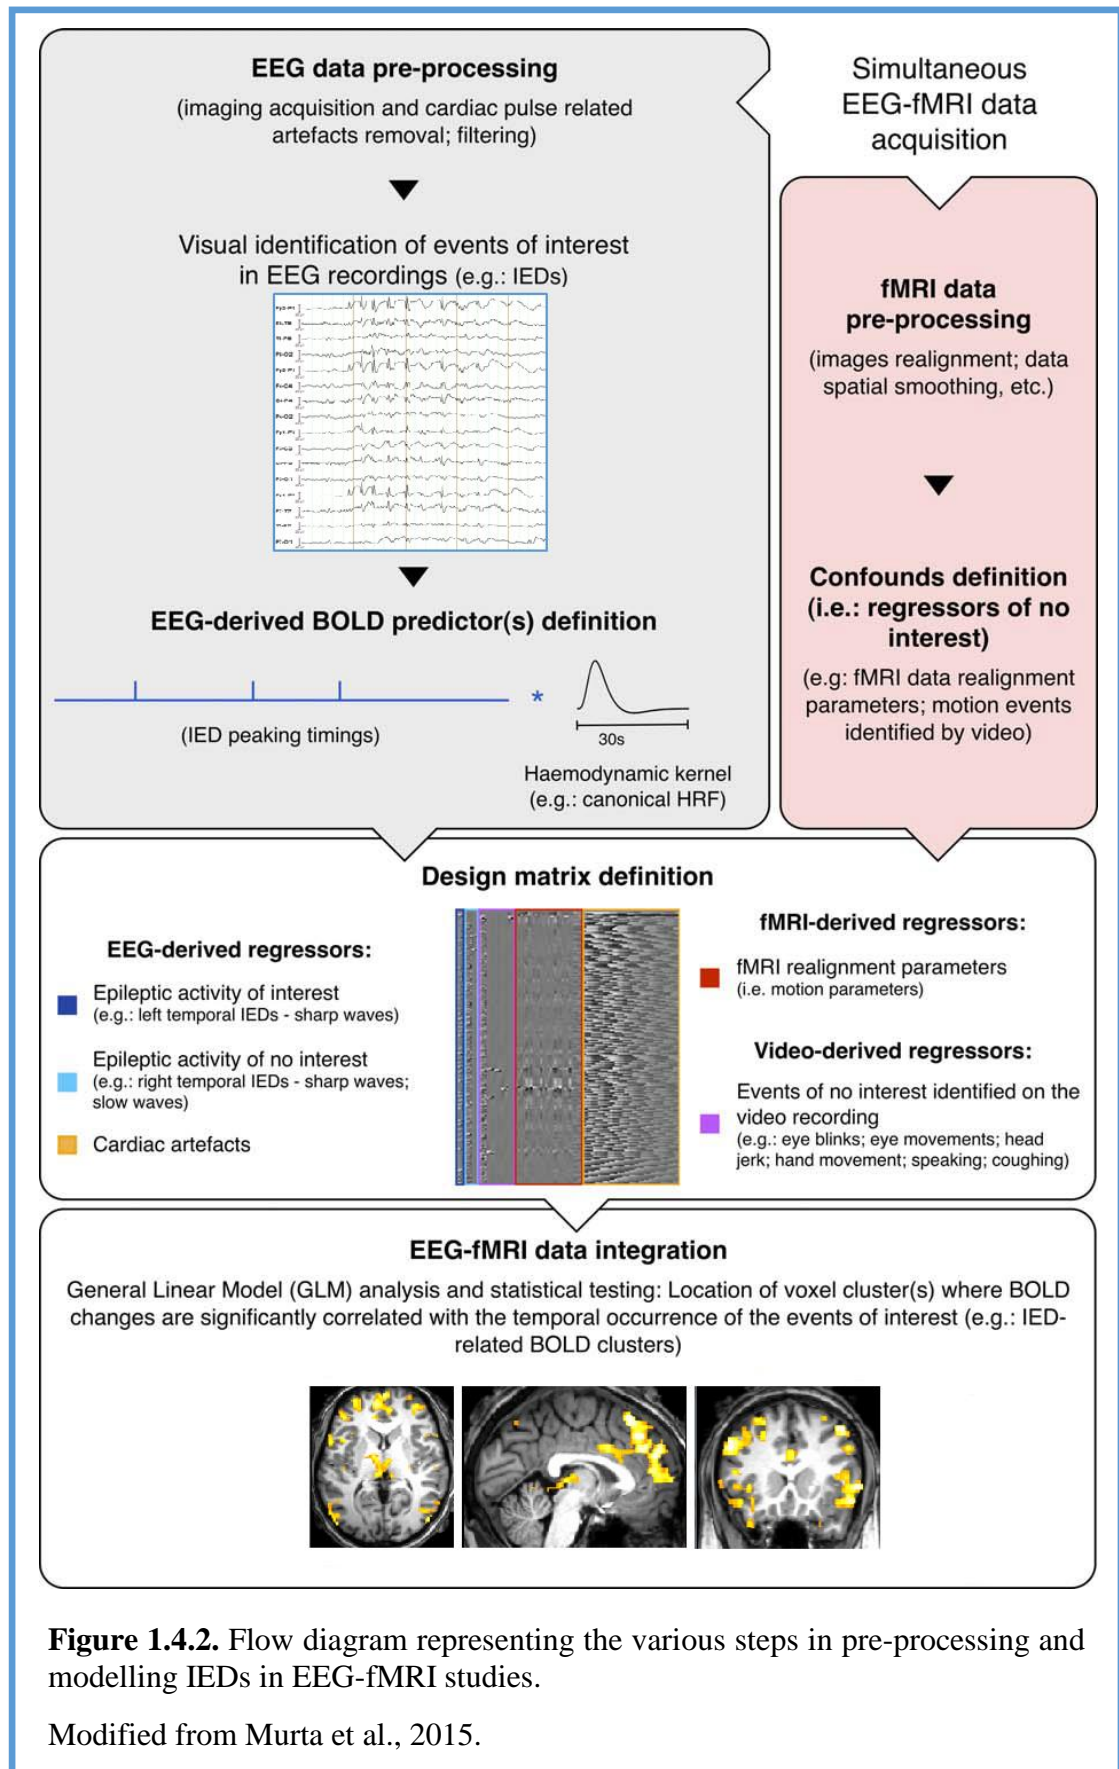 EEG data pre-processing
(imaging acquisition and cardiac pulse related
artefacts removal; filtering)
Visual identification of events of interest
in EEG recordings (e.g.: IEDs)
EEG-derived BOLD predictor(s) definition
*
(IED peaking timings)
30s
Haemodynamic kernel
(e.g.: canonical HRF)
Simultaneous
EEG-fMRI data
acquisition
fMRI data
pre-processing
(images realignment; data
spatial smoothing, etc.)
Confounds definition
(i.e.: regressors of no
interest)
(e.g: fMRI data realignment
parameters; motion events
identified by video)
Design matrix definition
EEG-derived regressors:
Epileptic activity of interest
(e.g.: left temporal IEDs - sharp waves)
Epileptic activity of no interest
(e.g.: right temporal IEDs - sharp waves;
slow waves)
Cardiac artefacts
fMRI-derived regressors:
fMRI realignment parameters
(i.e. motion parameters)
Video-derived regressors:
Events of no interest identified on the
video recording
(e.g.: eye blinks; eye movements; head
jerk; hand movement; speaking; coughing)
EEG-fMRI data integration
General Linear Model (GLM) analysis and statistical testing: Location of voxel cluster(s) where BOLD
changes are significantly correlated with the temporal occurrence of the events of interest (e.g.: IED-
related BOLD clusters)
Figure 1.4.2. Flow diagram representing the various steps in pre-processing and
modelling IEDs in EEG-fMRI studies.
Modified from Murta et al., 2015.